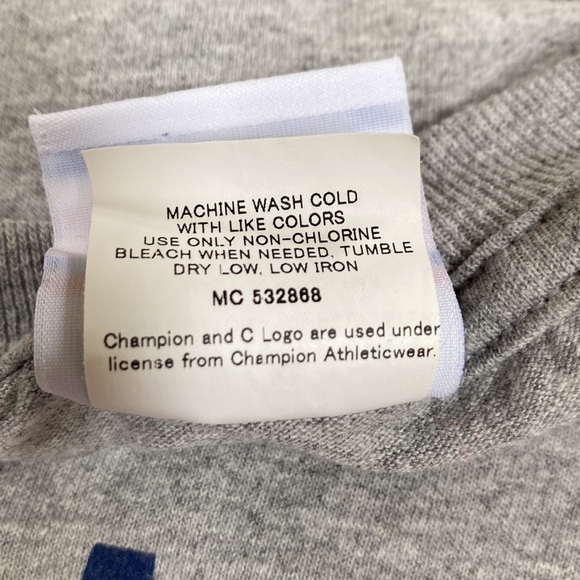 MACHINE WASH COLD
WITH LIKE COLORS
USE ONLY NON-CHLORINE
BLEACH WHEN NEEDED, TUMBLE
DRY LOW, LOW IRON
MC 532868
Champion and C Logo are used under
license from Champion Athleticwear.